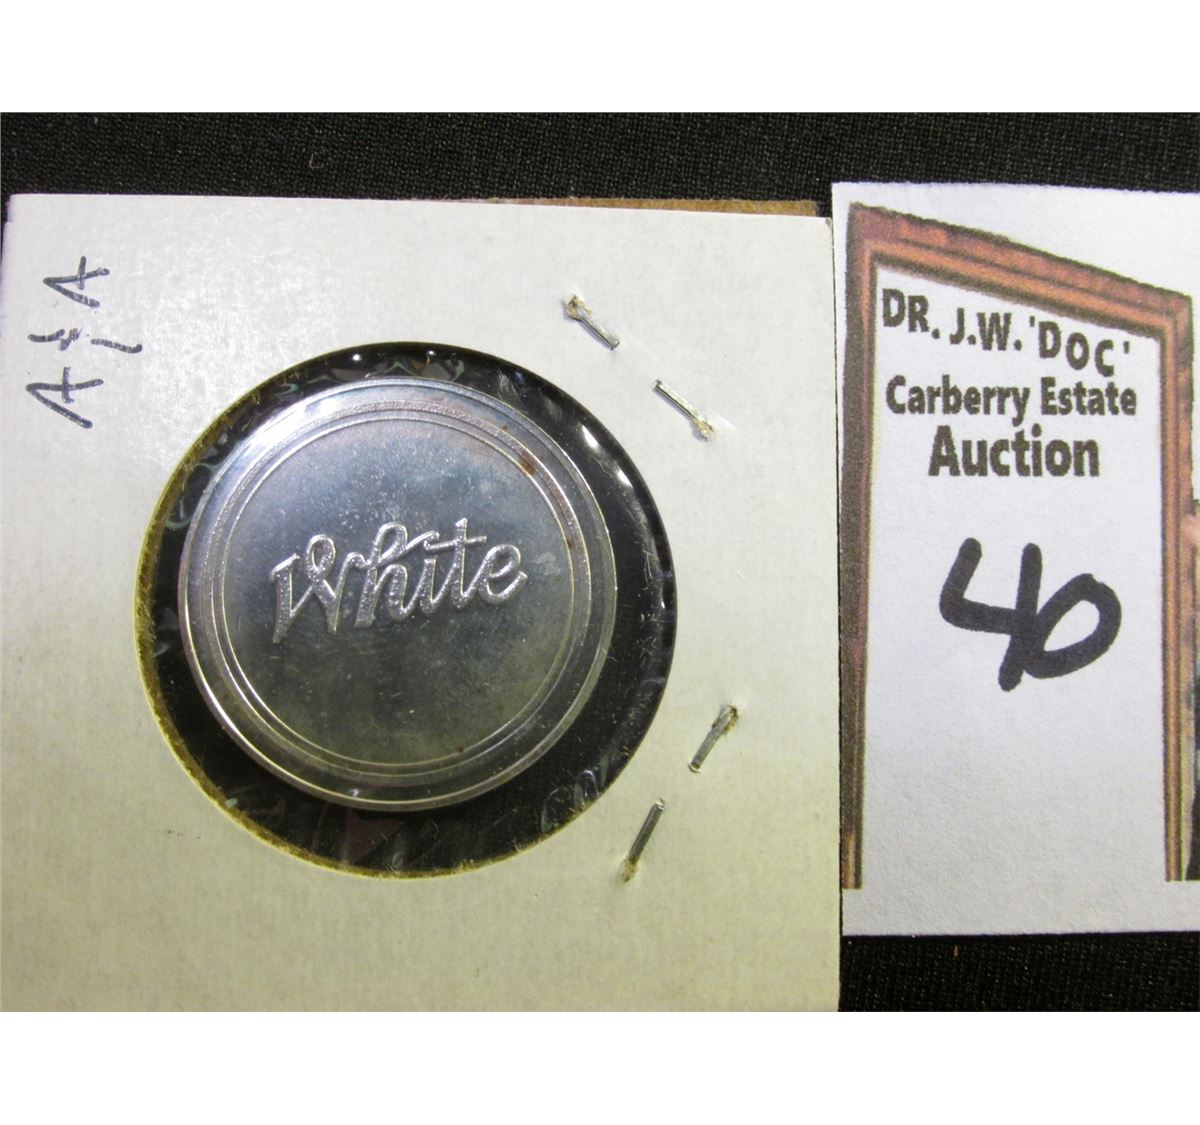 White
DR. J.W. 'DOC'
Carberry Estate
Auction
40